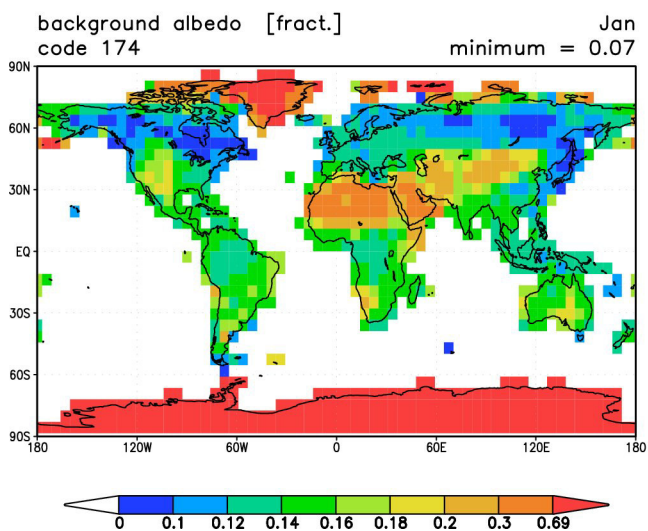 background albedo [fract.] Jan
code 174 minimum = 0.07
90N
60N
30N
EQ
30S
60S
90S
180 120W 60W 0 60E 120E 180
0 0.1 0.12 0.14 0.16 0.18 0.2 0.3 0.69